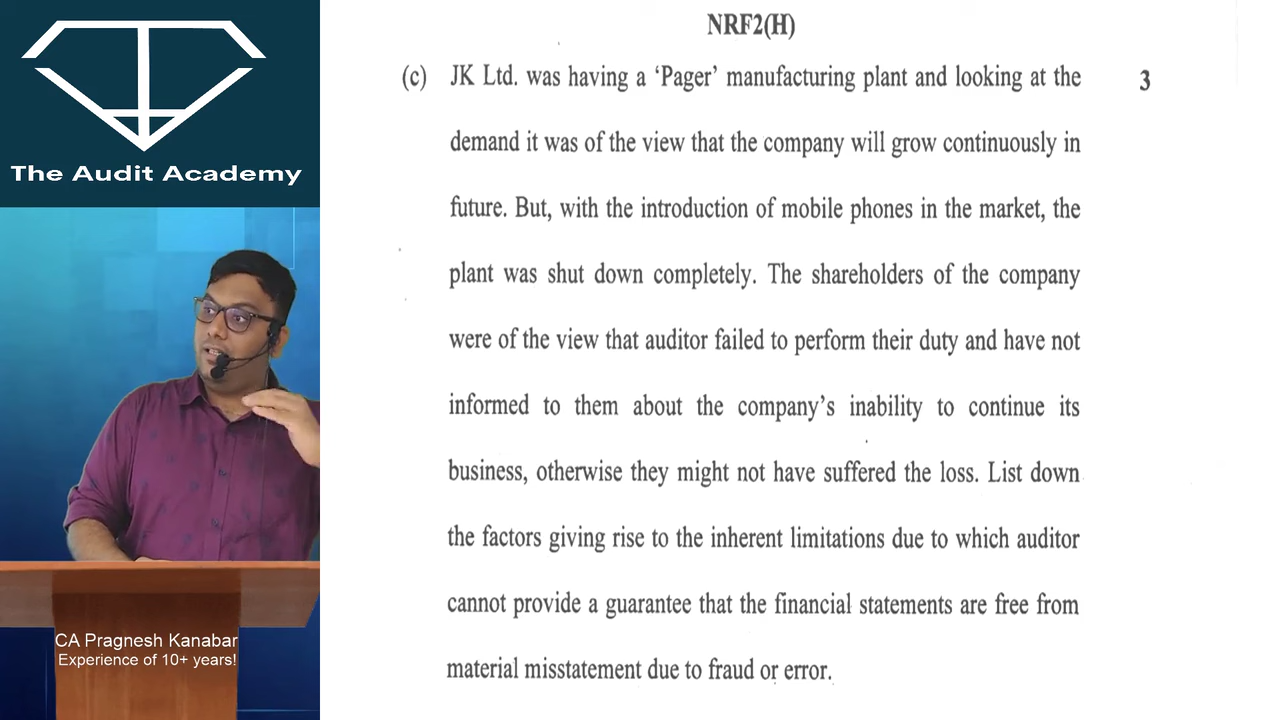 The Audit Academy
NRF2(H)
(c) JK Ltd. was having a ‘Pager’ manufacturing plant and looking at the 3
demand it was of the view that the company will grow continuously in
future. But, with the introduction of mobile phones in the market, the
plant was shut down completely. The shareholders of the company
were of the view that auditor failed to perform their duty and have not
informed to them about the company’s inability to continue its
business, otherwise they might not have suffered the loss. List down
the factors giving rise to the inherent limitations due to which auditor
cannot provide a guarantee that the financial statements are free from
material misstatement due to fraud or error.
CA Pragnesh Kanabar
Experience of 10+ years!